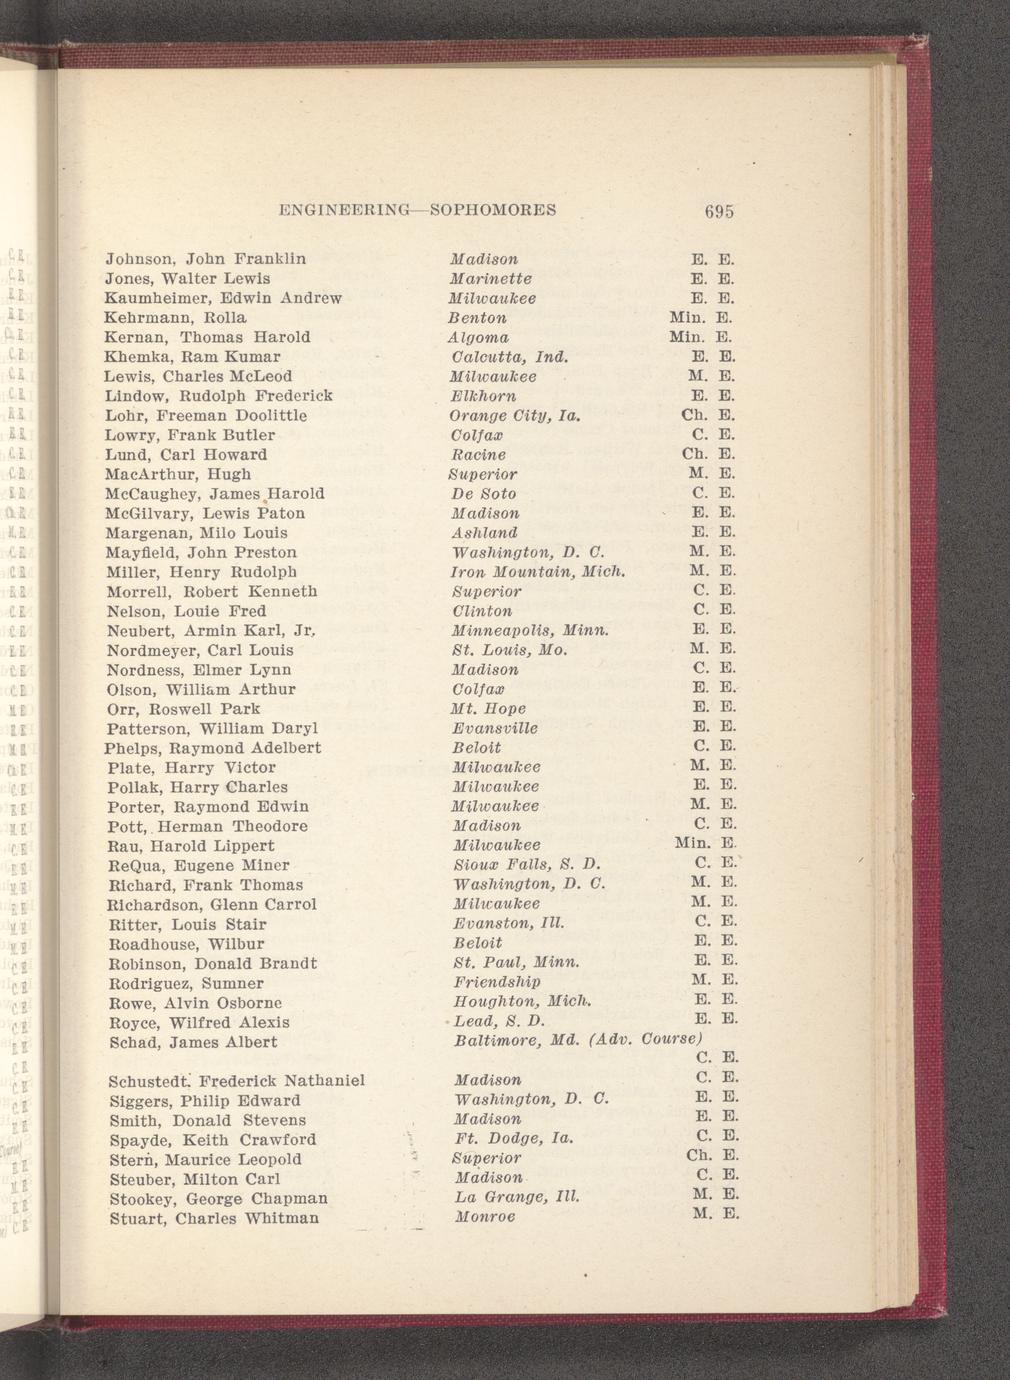 ENGINEERING—SOPHOMORES 695
Johnson, John Franklin Madison E. E.
Jones, Walter Lewis Marinette E. E.
Kaumheimer, Edwin Andrew Milwaukee E. E.
Kehrmann, Rolla Benton Min. E.
Kernan, Thomas Harold Algoma Min. E.
Khemka, Ram Kumar Calcutta, Ind. E. E.
Lewis, Charles McLeod Milwaukee M. E.
Lindow, Rudolph Frederick Elkhorn E. E.
Lohr, Freeman Doolittle Orange City, Ia. Ch. E.
Lowry, Frank Butler Colfax C. E.
Lund, Carl Howard Racine Ch. E.
MacArthur, Hugh Superior M. E.
McCaughey, James Harold De Soto C. E.
McGilvary, Lewis Paton Madison E. E.
Margenan, Milo Louis Ashland E. E.
Mayfield, John Preston Washington, D. C. M. E.
Miller, Henry Rudolph Iron Mountain, Mich. M. E.
Morrell, Robert Kenneth Superior C. E.
Nelson, Louie Fred Clinton C. E.
Neubert, Armin Karl, Jr. Minneapolis, Minn. E. E.
Nordmeyer, Carl Louis St. Louis, Mo. M. E.
Nordness, Elmer Lynn Madison C. E.
Olson, William Arthur Colfax E. E.
Orr, Roswell Park Mt. Hope E. E.
Patterson, William Daryl Evansville E. E.
Phelps, Raymond Adelbert Beloit C. E.
Plate, Harry Victor Milwaukee M. E.
Pollak, Harry Charles Milwaukee E. E.
Porter, Raymond Edwin Milwaukee M. E.
Pott, Herman Theodore Madison C. E.
Rau, Harold Lippert Milwaukee Min. E.
ReQua, Eugene Miner Sioux Falls, S. D. C. E.
Richard, Frank Thomas Washington, D. C. M. E.
Richardson, Glenn Carrol Milwaukee M. E.
Ritter, Louis Stair Evanston, Ill. C. E.
Roadhouse, Wilbur Beloit E. E.
Robinson, Donald Brandt St. Paul, Minn. E. E.
Rodriguez, Sumner Friendship M. E.
Rowe, Alvin Osborne Houghton, Mich. E. E.
Royce, Wilfred Alexis Lead, S. D. E. E.
Schad, James Albert Baltimore, Md. (Adv. Course)
C. E.
Schustedt, Frederick Nathaniel Madison C. E.
Siggers, Philip Edward Washington, D. C. E. E.
Smith, Donald Stevens Madison E. E.
Spayde, Keith Crawford Ft. Dodge, Ia. C. E.
Stern, Maurice Leopold Superior Ch. E.
Steuber, Milton Carl Madison C. E.
Stookey, George Chapman La Grange, Ill. M. E.
Stuart, Charles Whitman Monroe M. E.